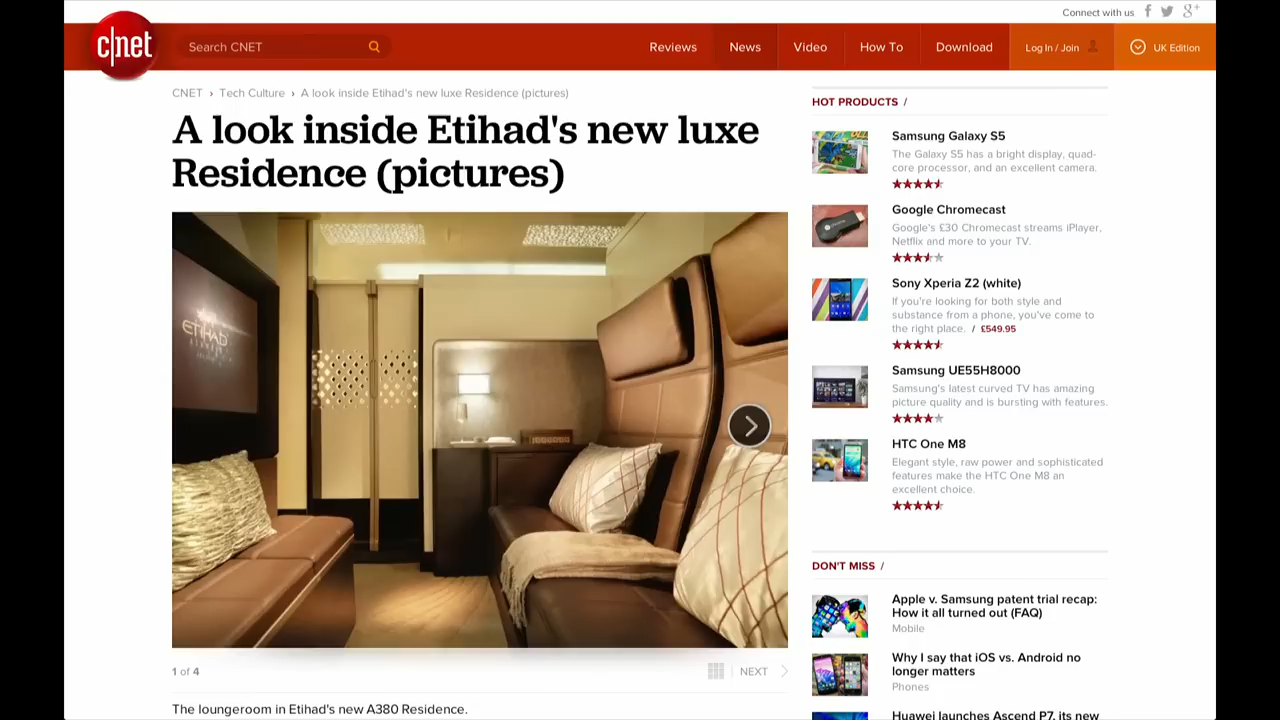 Connect with us
c|net
Search CNET
Reviews
News
Video
How To
Download
Log In / Join
UK Edition
CNET › Tech Culture › A look inside Etihad's new luxe Residence (pictures)
A look inside Etihad's new luxe
Residence (pictures)
ETIHAD
1 of 4
NEXT
The loungeroom in Etihad's new A380 Residence.
HOT PRODUCTS /
Samsung Galaxy S5
The Galaxy S5 has a bright display, quad-
core processor, and an excellent camera.
Google Chromecast
Google's £30 Chromecast streams iPlayer,
Netflix and more to your TV.
Sony Xperia Z2 (white)
If you're looking for both style and
substance from a phone, you've come to
the right place. / £549.95
Samsung UE55H8000
Samsung's latest curved TV has amazing
picture quality and is bursting with features.
HTC One M8
Elegant style, raw power and sophisticated
features make the HTC One M8 an
excellent choice.
DON'T MISS /
Apple v. Samsung patent trial recap:
How it all turned out (FAQ)
Mobile
Why I say that iOS vs. Android no
longer matters
Phones
Huawei launches Ascend P7, its new